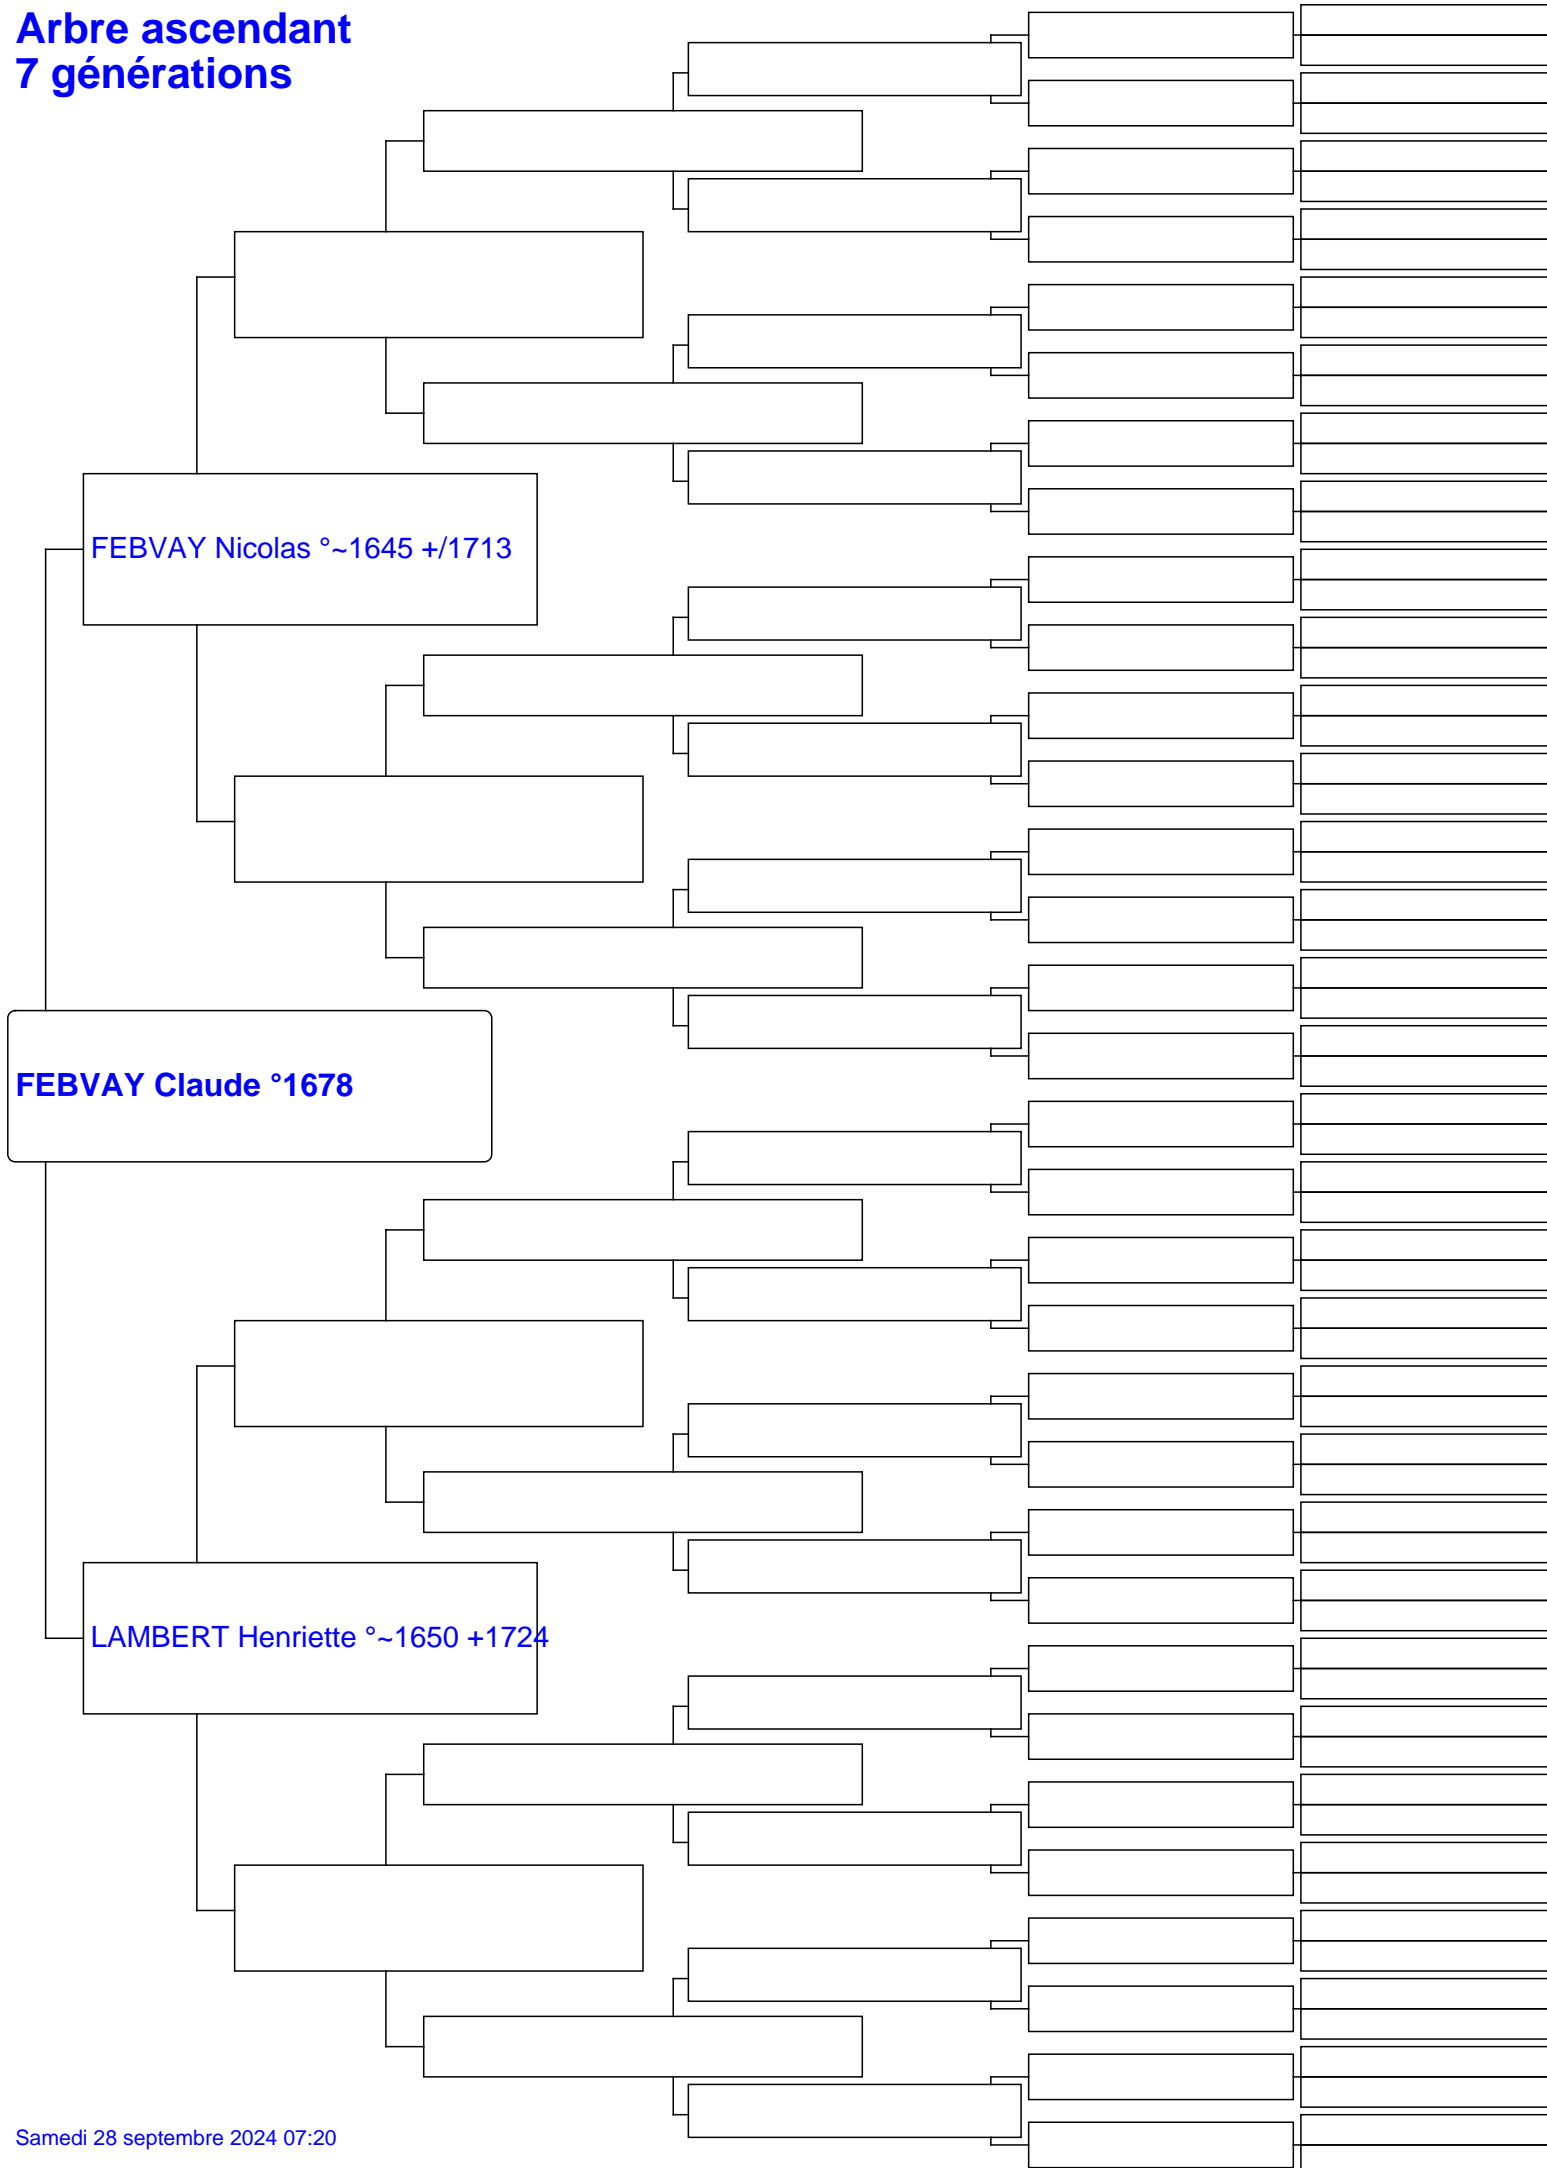 Arbre ascendant
7 générations
FEBVAY Nicolas °~1645 +/1713
FEBVAY Claude °1678
LAMBERT Henriette °~1650 +1724
Samedi 28 septembre 2024 07:20